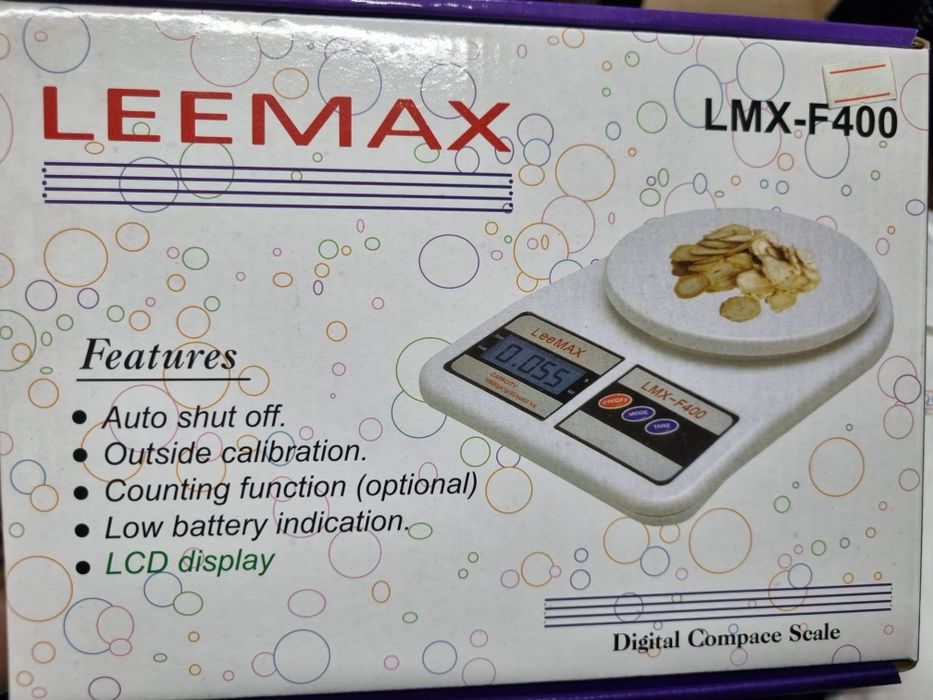 LEEMAX
LMX-F400
Features
Auto shut off.
Outside calibration.
Counting function (optional)
Low battery indication.
LCD display
LeeMAX
0.055
CAPACITY
LMX-F400
ON/OFF
MODE
TARE
Digital Compace Scale